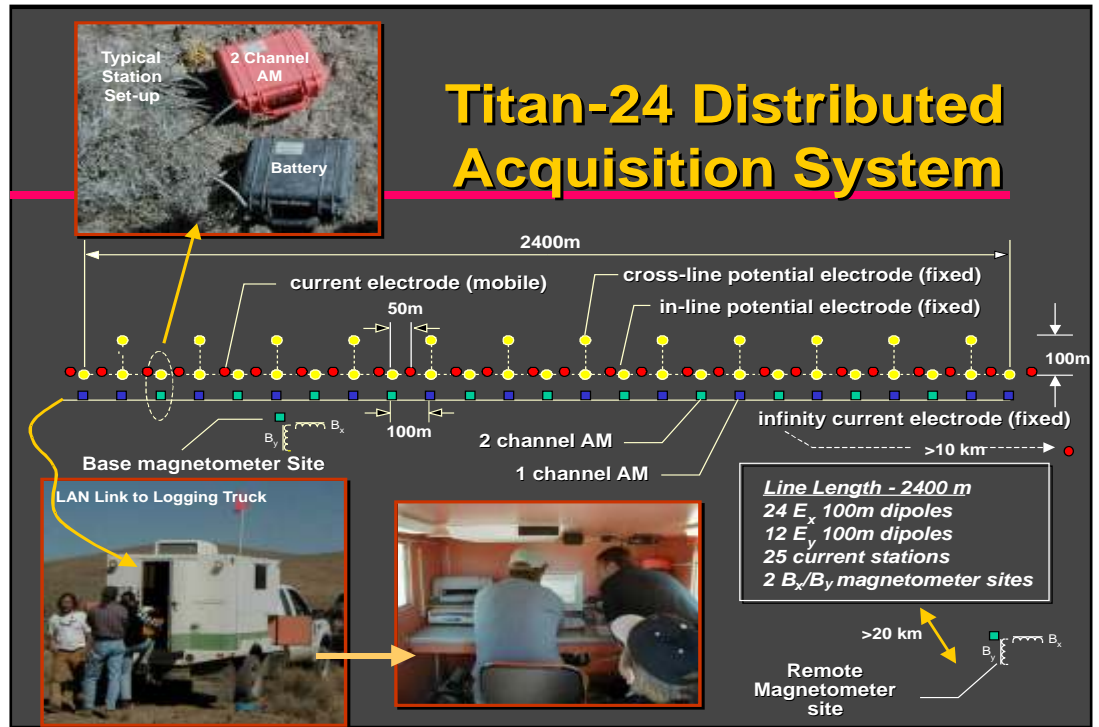 Typical
Station
Set-up
2 Channel
AM
Battery
Titan-24 Distributed
Acquisition System
2400m
current electrode (mobile)
cross-line potential electrode (fixed)
in-line potential electrode (fixed)
50m
100m
100m
infinity current electrode (fixed)
>10 km
2 channel AM
1 channel AM
By
Bx
Base magnetometer Site
LAN Link to Logging Truck
Line Length - 2400 m
24 Ex 100m dipoles
12 Ey 100m dipoles
25 current stations
2 Bx/By magnetometer sites
>20 km
By
Bx
Remote
Magnetometer
site